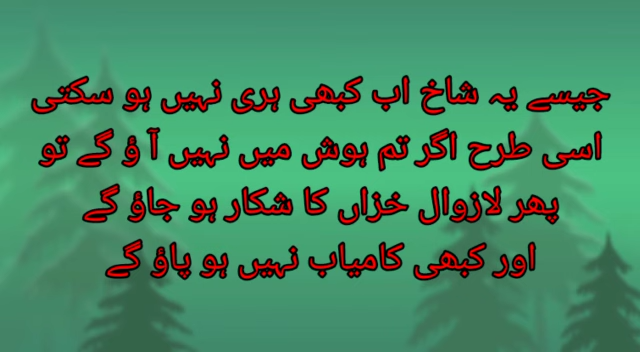 جیسے یہ شاخ اب کبھی ہری نہیں ہو سکتی
اسی طرح اگر تم ہوش میں نہیں آ ؤ گے تو
پھر لازوال خزاں کا شکار ہو جاؤ گے
اور کبھی کامیاب نہیں ہو پاؤ گے